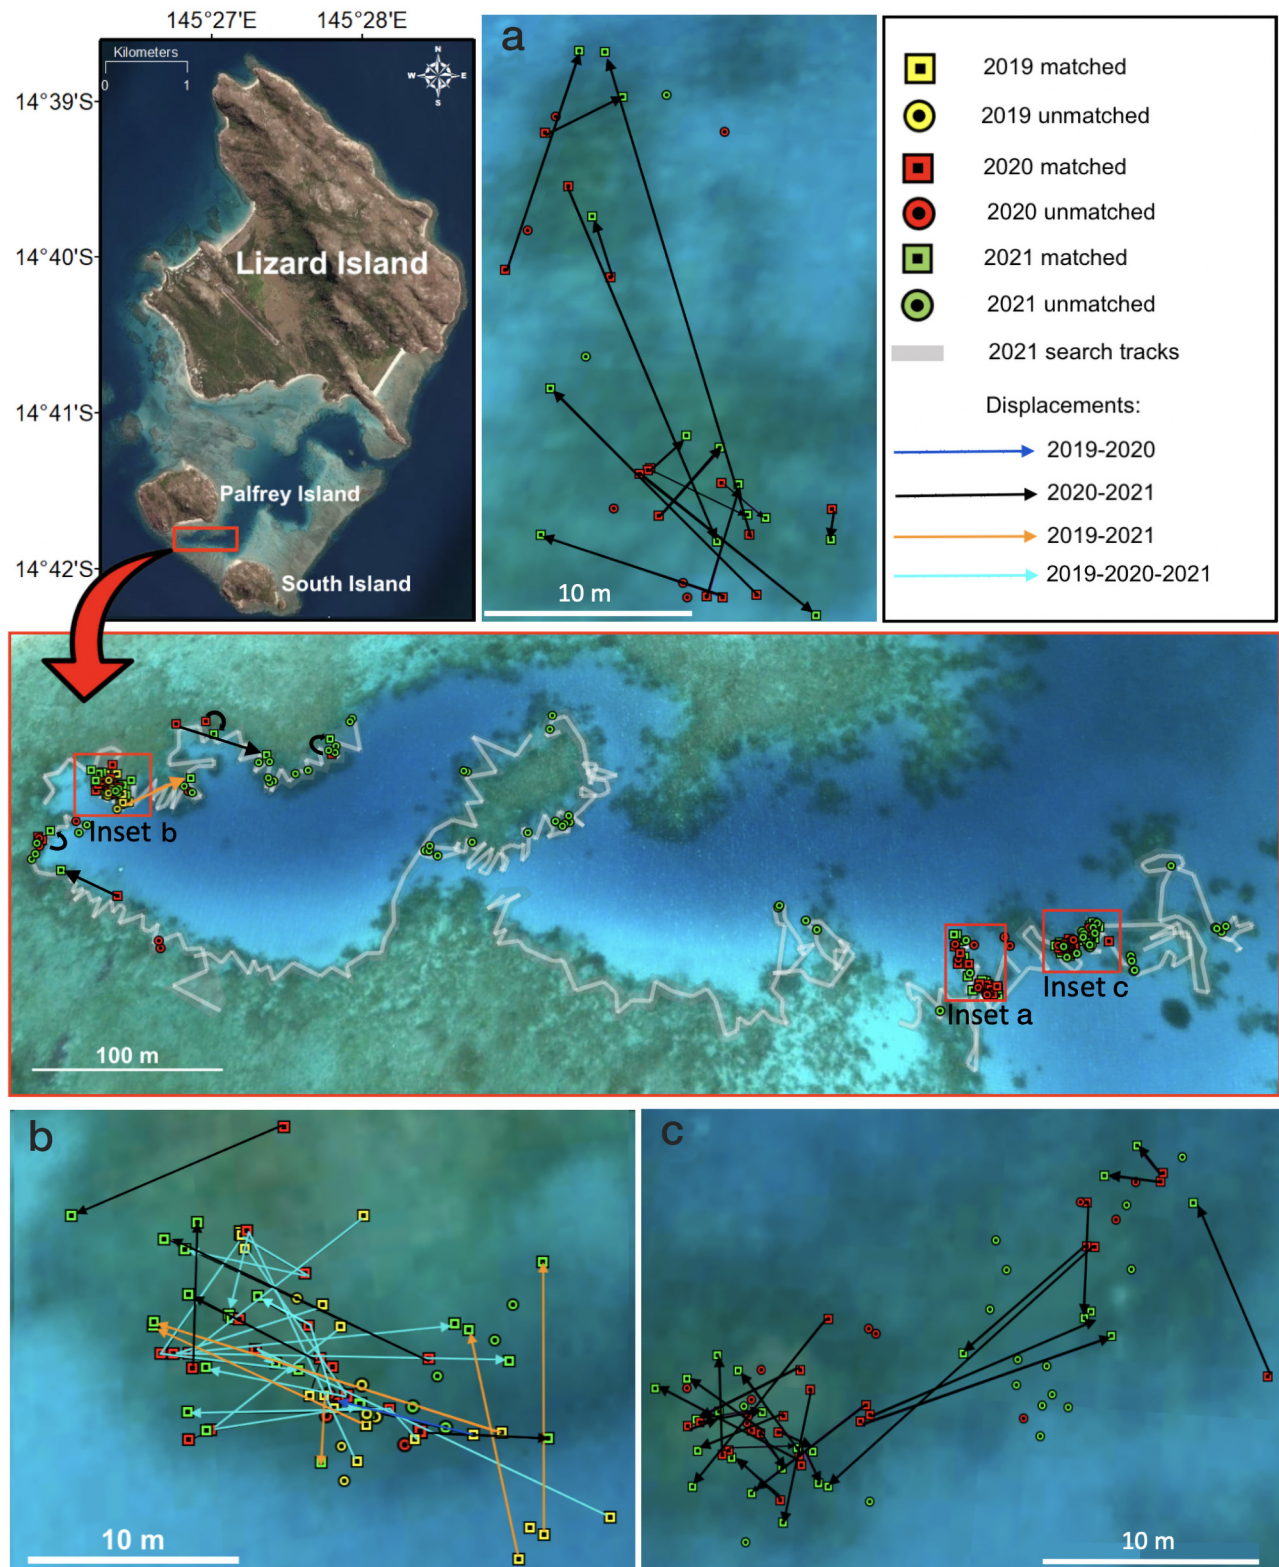 145°27'E
145°28'E
Kilometers
0
1
N
W
E
S
14°39'S
14°40'S
14°41'S
14°42'S
Lizard Island
Palfrey Island
South Island
a
10 m
2019 matched
2019 unmatched
2020 matched
2020 unmatched
2021 matched
2021 unmatched
2021 search tracks
Displacements:
2019-2020
2020-2021
2019-2021
2019-2020-2021
Inset b
Inset a
Inset c
100 m
b
10 m
c
10 m